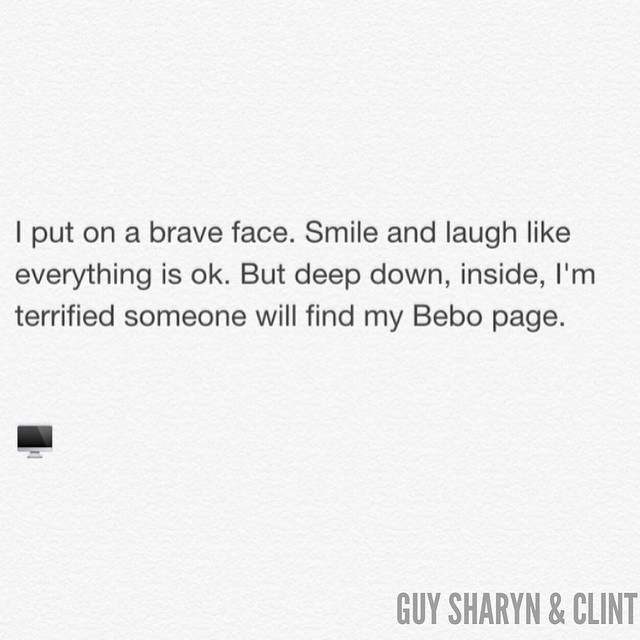 I put on a brave face. Smile and laugh like
everything is ok. But deep down, inside, I'm
terrified someone will find my Bebo page.
GUY SHARYN & CLINT